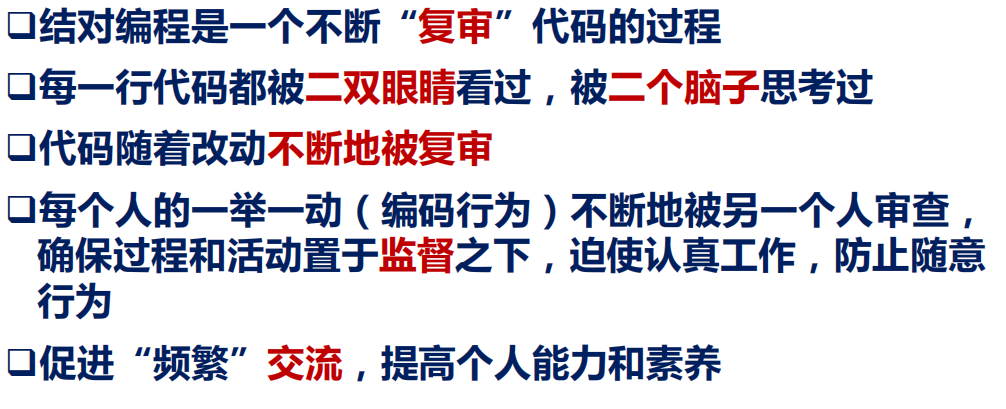 ❑结对编程是一个不断“复审”代码的过程
❑每一行代码都被二双眼睛看过，被二个脑子思考过
❑代码随着改动不断地被复审
❑每个人的一举一动（编码行为）不断地被另一个人审查，
确保过程和活动置于监督之下，迫使认真工作，防止随意
行为
❑促进“频繁”交流，提高个人能力和素养